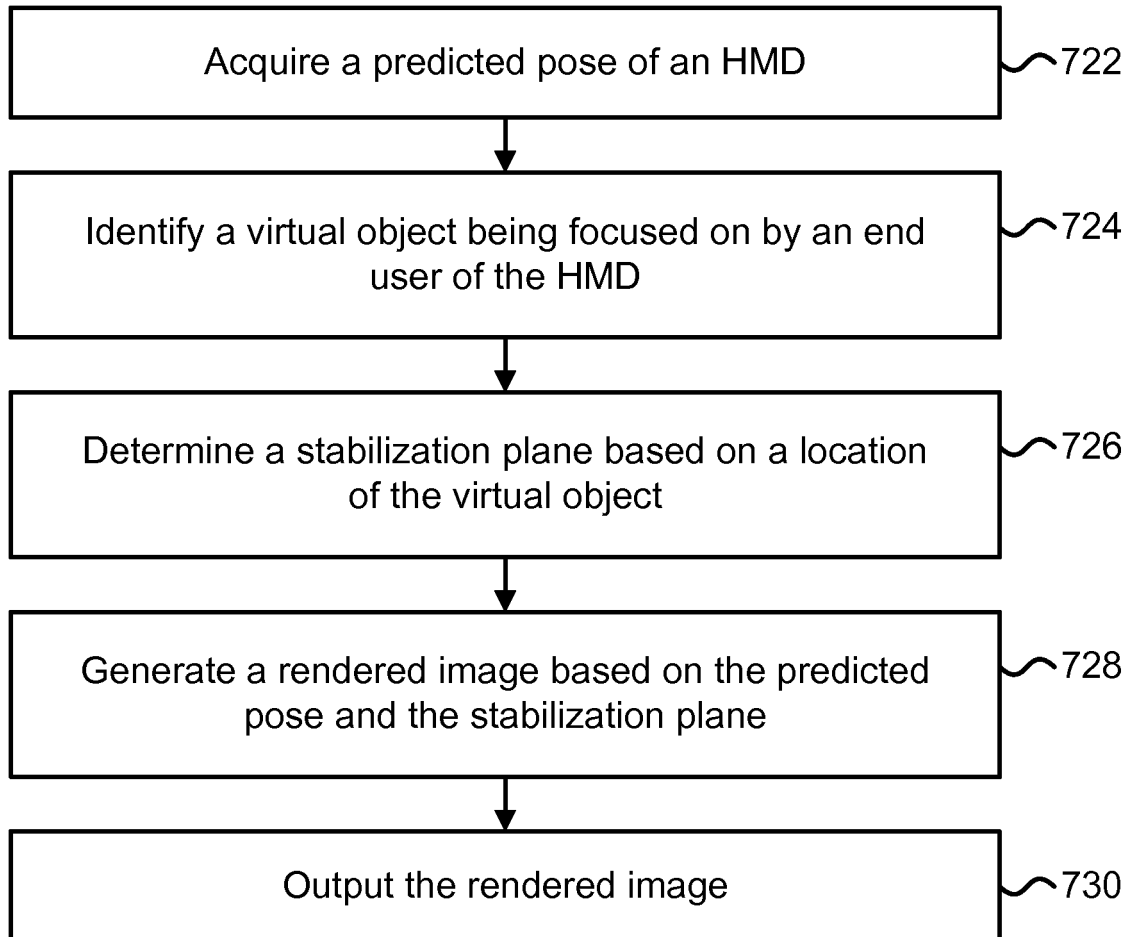 Acquire a predicted pose of an HMD
722
Identify a virtual object being focused on by an end
user of the HMD
724
Determine a stabilization plane based on a location
of the virtual object
726
Generate a rendered image based on the predicted
pose and the stabilization plane
728
Output the rendered image
730